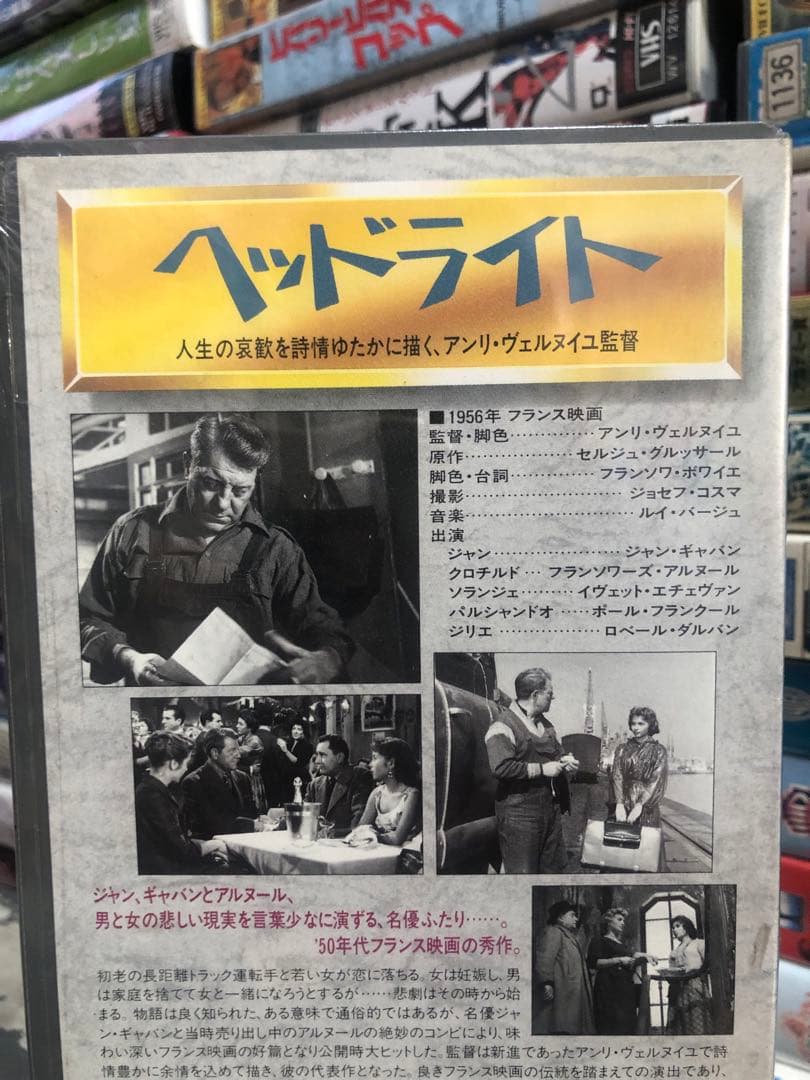 コップ
VHS
1136
ヘッドライト
人生の哀歓を詩情ゆたかに描く、アンリ・ヴェルヌイユ監督
■1956年 フランス映画
監督・脚色‥‥‥‥‥アンリ・ヴェルヌイユ
原作‥‥‥‥‥‥‥セルジュ・グルッサール
脚色・台詞‥‥‥‥‥フランソワ・ボワイエ
撮影‥‥‥‥‥‥‥‥‥ジョセフ・コスマ
音楽‥‥‥‥‥‥‥‥‥‥ルイ・バージュ
出演
ジャン‥‥‥‥‥‥‥ジャン・ギャバン
クロチルド‥フランソワーズ・アルヌール
ソランジェ‥‥‥イヴェット・エチェヴァン
パルシャンドオ‥‥ポール・フランクール
ジリエ‥‥‥‥‥‥ロベール・ダルバン
ジャン、ギャバンとアルヌール、
男と女の悲しい現実を言葉少なに演ずる、名優ふたり……。
'50年代フランス映画の秀作。
初老の長距離トラック運転手と若い女が恋に落ちる。女は妊娠し、男
は家庭を捨てて女と一緒になろうとするが……悲劇はその時から始
まる。物語は良く知られた、ある意味で通俗的ではあるが、名優ジャ
ン・ギャバンと当時売り出し中のアルヌールの絶妙のコンビにより、味
わい深いフランス映画の好篇となり公開時大ヒットした。監督は新進であったアンリ・ヴェルヌイユで詩
情豊かに余情を込めて描き、彼の代表作となった。良きフランス映画の伝統を踏まえての演出であり、